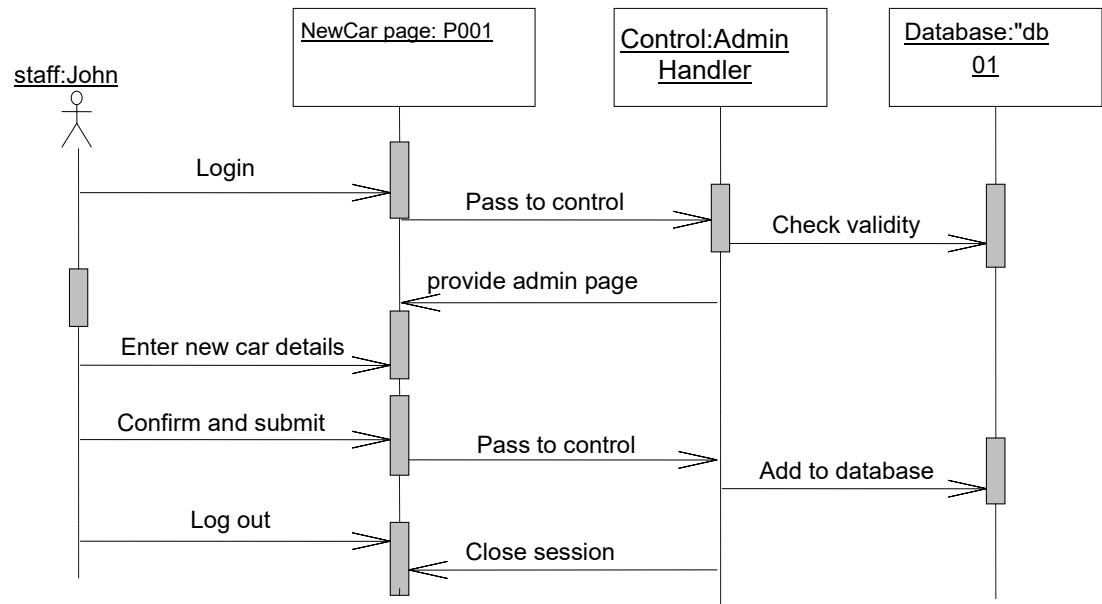 NewCar page: P001
Control:Admin
Handler
Database:"db
01
staff:John
Login
Pass to control
Check validity
provide admin page
Enter new car details
Confirm and submit
Pass to control
Add to database
Log out
Close session